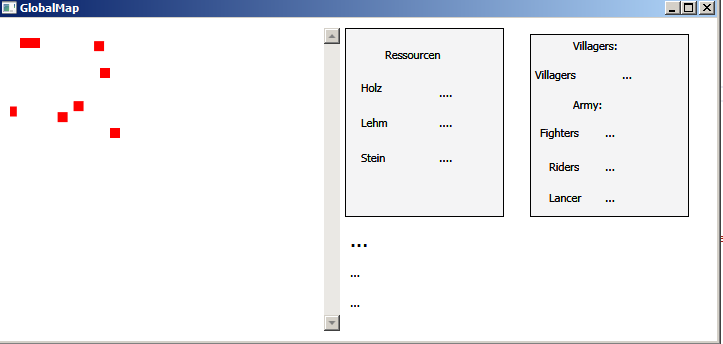 GlobalMap
Ressourcen
Holz ....
Lehm ....
Stein ....
Villagers:
Villagers ...
Army:
Fighters ...
Riders ...
Lancer ...
...
...
...